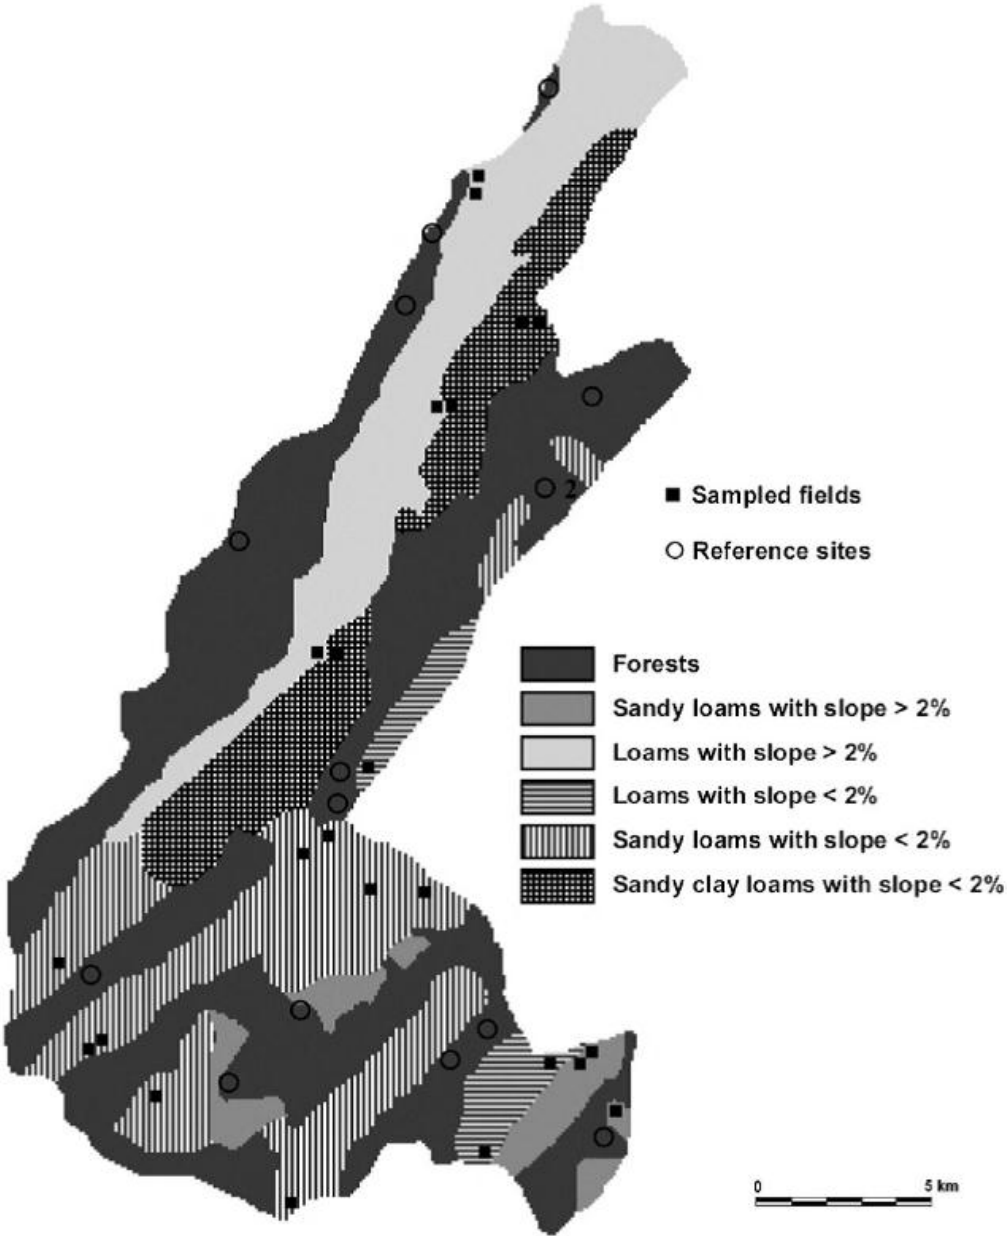 2
Sampled fields
Reference sites
Forests
Sandy loams with slope > 2%
Loams with slope > 2%
Loams with slope < 2%
Sandy loams with slope < 2%
Sandy clay loams with slope < 2%
0 5 km